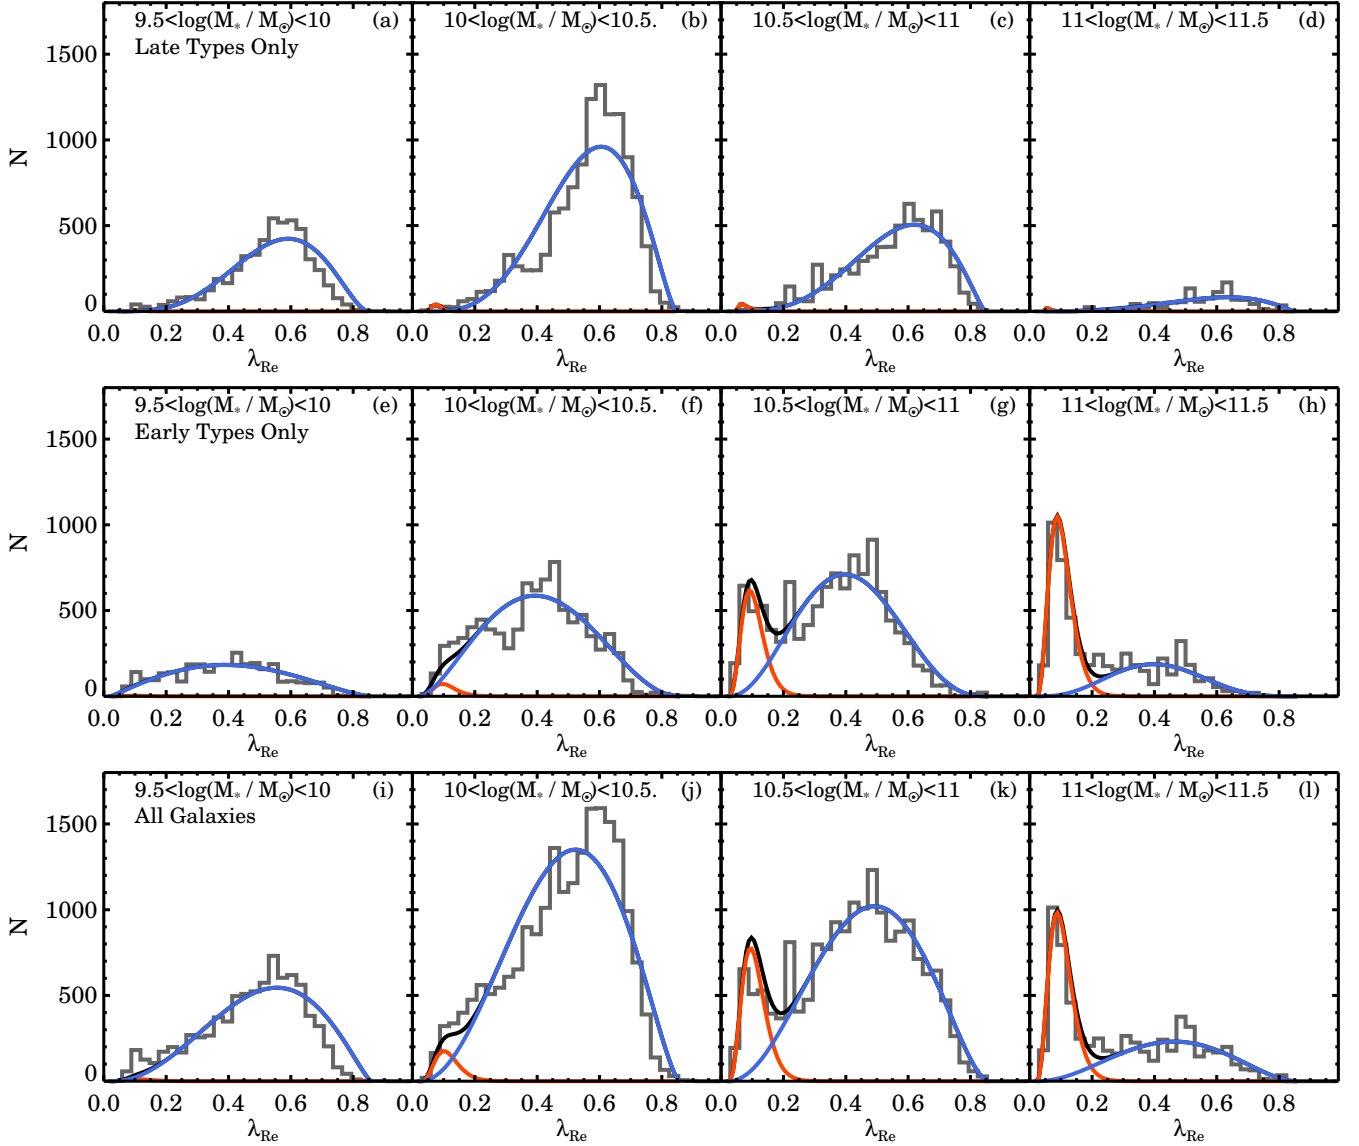 9.5<log(M* / M⊙)<10 (a) 10<log(M* / M⊙)<10.5. (b) 10.5<log(M* / M⊙)<11 (c) 11<log(M* / M⊙)<11.5 (d)
Late Types Only
1500
1000
500
0
N
0.0 0.2 0.4 0.6 0.8 0.0 0.2 0.4 0.6 0.8 0.0 0.2 0.4 0.6 0.8 0.0 0.2 0.4 0.6 0.8
λRe λRe λRe λRe
9.5<log(M* / M⊙)<10 (e) 10<log(M* / M⊙)<10.5. (f) 10.5<log(M* / M⊙)<11 (g) 11<log(M* / M⊙)<11.5 (h)
Early Types Only
1500
1000
500
0
N
0.0 0.2 0.4 0.6 0.8 0.0 0.2 0.4 0.6 0.8 0.0 0.2 0.4 0.6 0.8 0.0 0.2 0.4 0.6 0.8
λRe λRe λRe λRe
9.5<log(M* / M⊙)<10 (i) 10<log(M* / M⊙)<10.5. (j) 10.5<log(M* / M⊙)<11 (k) 11<log(M* / M⊙)<11.5 (l)
All Galaxies
1500
1000
500
0
N
0.0 0.2 0.4 0.6 0.8 0.0 0.2 0.4 0.6 0.8 0.0 0.2 0.4 0.6 0.8 0.0 0.2 0.4 0.6 0.8
λRe λRe λRe λRe